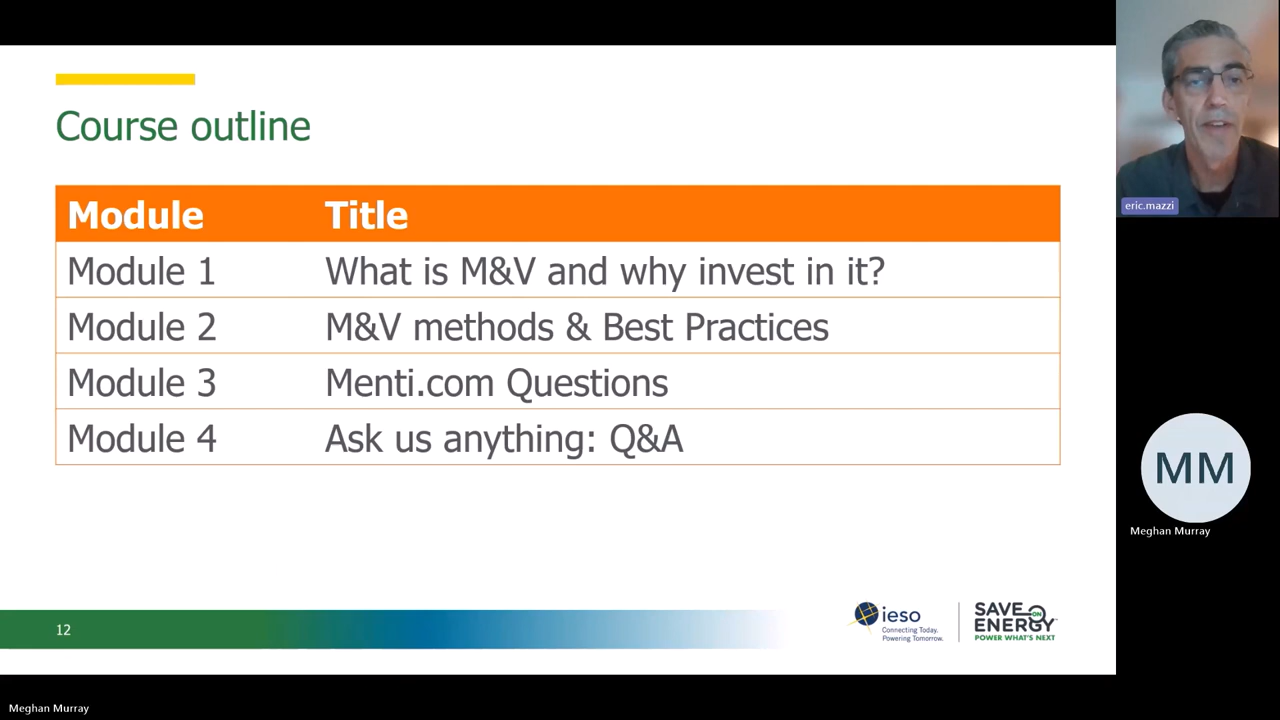 Course outline
Module Title
Module 1 What is M&V and why invest in it?
Module 2 M&V methods & Best Practices
Module 3 Menti.com Questions
Module 4 Ask us anything: Q&A
12
ieso
Connecting Today.
Powering Tomorrow.
SAVE ON
ENERGY
POWER WHAT'S NEXT
eric.mazzi
MM
Meghan Murray
Meghan Murray